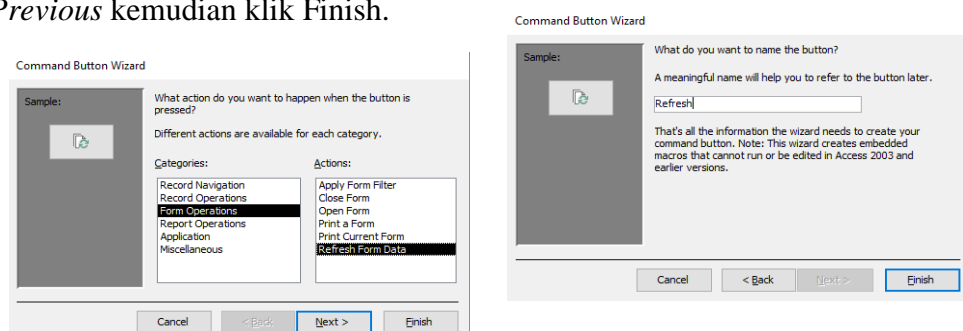 Previous kemudian klik Finish.
Command Button Wizard
Sample:
What action do you want to happen when the button is
pressed?
Different actions are available for each category.
Categories:
Record Navigation
Record Operations
Form Operations
Report Operations
Application
Miscellaneous
Actions:
Apply Form Filter
Close Form
Open Form
Print a Form
Print Current Form
Refresh Form Data
Cancel
< Back
Next >
Finish
Command Button Wizard
Sample:
What do you want to name the button?
A meaningful name will help you to refer to the button later.
Refresh
That's all the information the wizard needs to create your
command button. Note: This wizard creates embedded
macros that cannot run or be edited in Access 2003 and
earlier versions.
Cancel
< Back
Next >
Finish